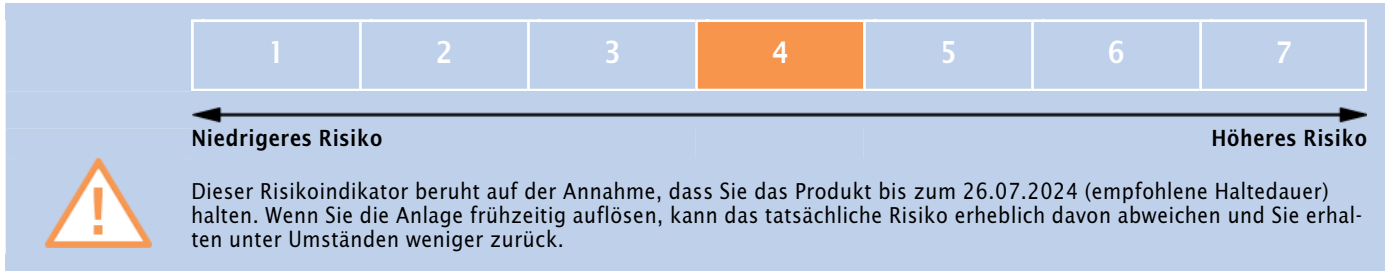 1 2 3 4 5 6 7
Niedrigeres Risiko Höheres Risiko
Dieser Risikoindikator beruht auf der Annahme, dass Sie das Produkt bis zum 26.07.2024 (empfohlene Haltedauer)
halten. Wenn Sie die Anlage frühzeitig auflösen, kann das tatsächliche Risiko erheblich davon abweichen und Sie erhal-
ten unter Umständen weniger zurück.